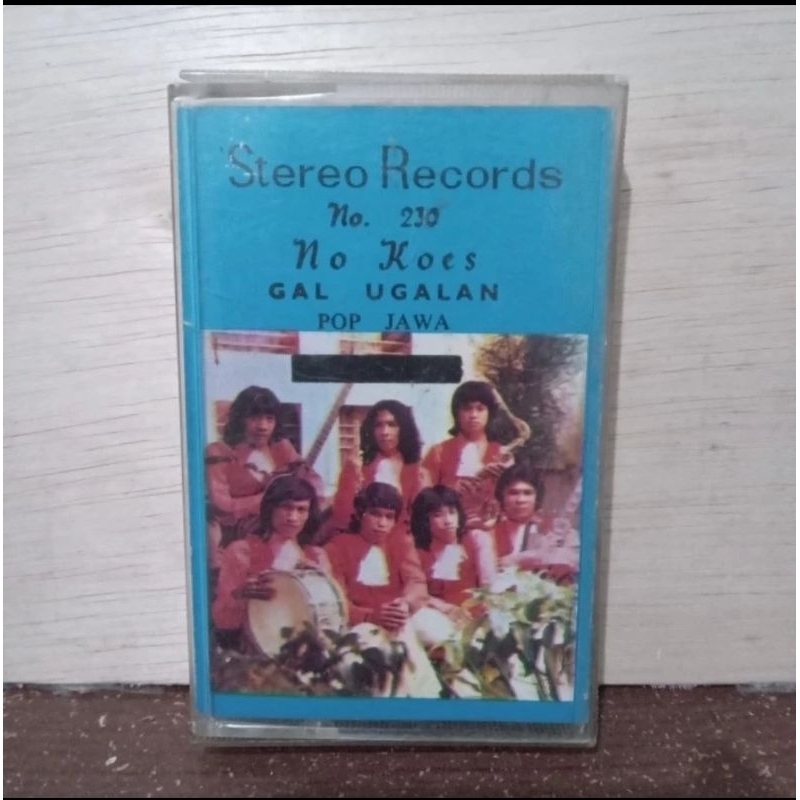 Stereo Records
No. 230
No Koes
GAL UGALAN
POP JAWA